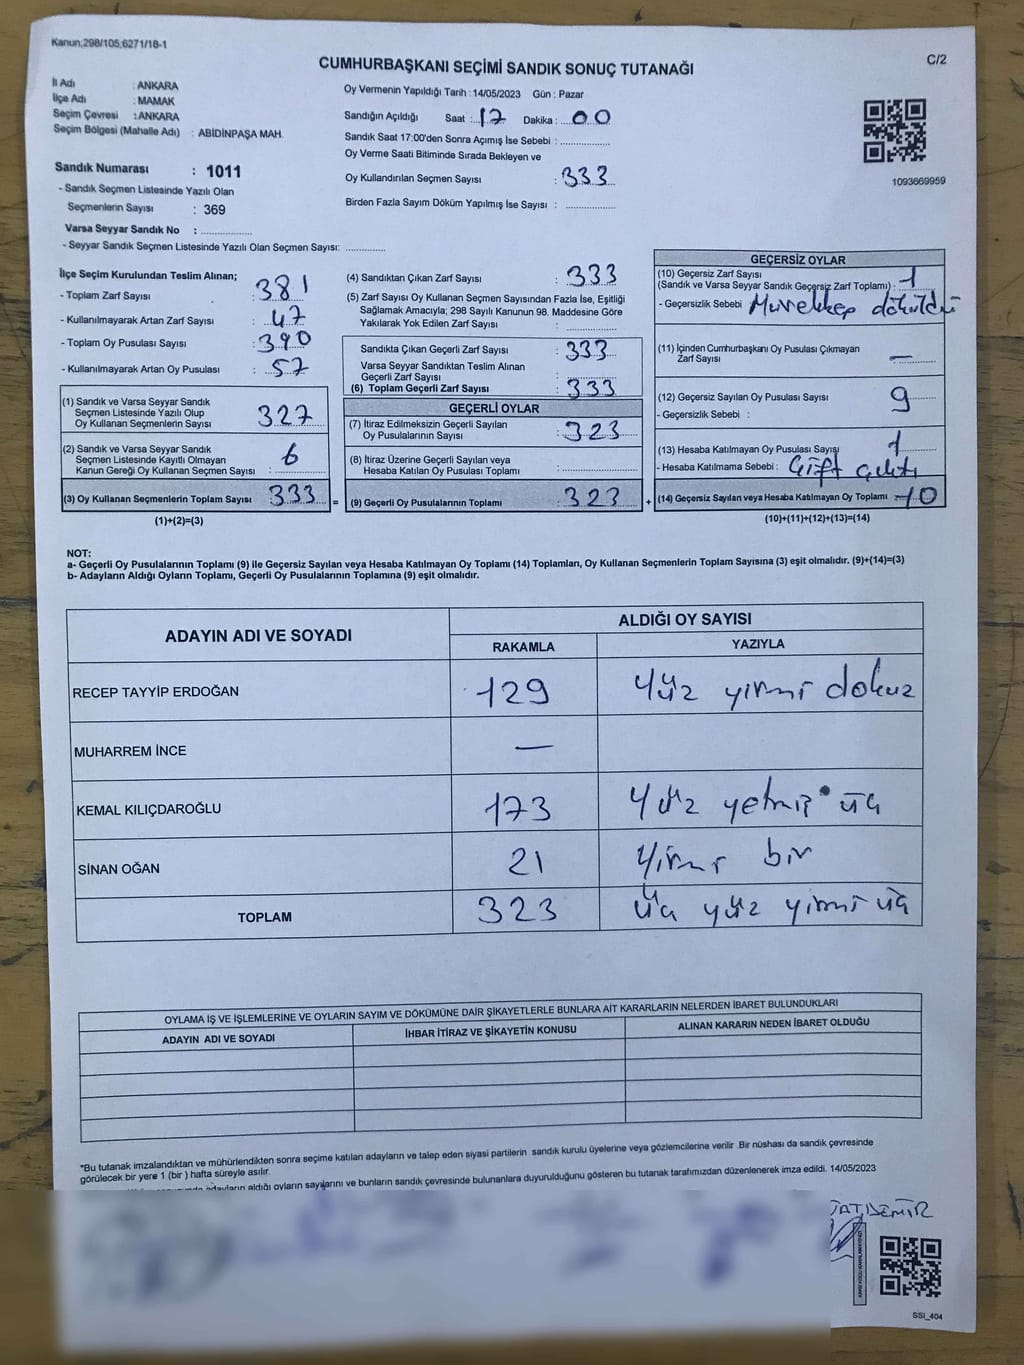 Kanun,298/105,6271/18-1
C/2
CUMHURBAŞKANI SEÇİMİ SANDIK SONUÇ TUTANAĞI
İl Adı : ANKARA
İlçe Adı : MAMAK
Seçim Çevresi : ANKARA
Seçim Bölgesi (Mahalle Adı) : ABİDİNPAŞA MAH.
Sandık Numarası : 1011
- Sandık Seçmen Listesinde Yazılı Olan
Seçmenlerin Sayısı : 369
Varsa Seyyar Sandık No : ............
- Seyyar Sandık Seçmen Listesinde Yazılı Olan Seçmen Sayısı: ............
Oy Vermenin Yapıldığı Tarih : 14/05/2023 Gün : Pazar
Sandığın Açıldığı Saat : 17 Dakika : 00
Sandık Saat 17:00'den Sonra Açımış İse Sebebi : ............
Oy Verme Saati Bitiminde Sırada Bekleyen ve
Oy Kullandırılan Seçmen Sayısı : 333
Birden Fazla Sayım Döküm Yapılmış İse Sayısı : ............
1093669959
İlçe Seçim Kurulundan Teslim Alınan;
- Toplam Zarf Sayısı : 381
- Kullanılmayarak Artan Zarf Sayısı : 47
- Toplam Oy Pusulası Sayısı : 390
- Kullanılmayarak Artan Oy Pusulası : 57
(1) Sandık ve Varsa Seyyar Sandık
Seçmen Listesinde Yazılı Olup
Oy Kullanan Seçmenlerin Sayısı : 327
(2) Sandık ve Varsa Seyyar Sandık
Seçmen Listesinde Kayıtlı Olmayan
Kanun Gereği Oy Kullanan Seçmen Sayısı : 6
(3) Oy Kullanan Seçmenlerin Toplam Sayısı : 333 =
(1)+(2)=(3)
(4) Sandıktan Çıkan Zarf Sayısı : 333
(5) Zarf Sayısı Oy Kullanan Seçmen Sayısından Fazla İse, Eşitliği
Sağlamak Amacıyla; 298 Sayılı Kanunun 98. Maddesine Göre
Yakılarak Yok Edilen Zarf Sayısı : ............
Sandıkta Çıkan Geçerli Zarf Sayısı : 333
Varsa Seyyar Sandıktan Teslim Alınan
Geçerli Zarf Sayısı : ............
(6) Toplam Geçerli Zarf Sayısı : 333
GEÇERLİ OYLAR
(7) İtiraz Edilmeksizin Geçerli Sayılan
Oy Pusulalarının Sayısı : 323
(8) İtiraz Üzerine Geçerli Sayılan veya
Hesaba Katılan Oy Pusulası Toplamı : ............
(9) Geçerli Oy Pusulalarının Toplamı : 323 +
GEÇERSİZ OYLAR
(10) Geçersiz Zarf Sayısı
(Sandık ve Varsa Seyyar Sandık Geçersiz Zarf Toplamı) : 1
- Geçersizlik Sebebi Mürekkep döküldü
(11) İçinden Cumhurbaşkanı Oy Pusulası Çıkmayan
Zarf Sayısı : —
(12) Geçersiz Sayılan Oy Pusulası Sayısı : 9
- Geçersizlik Sebebi :
(13) Hesaba Katılmayan Oy Pusulası Sayısı : 1
- Hesaba Katılmama Sebebi : Çift çıktı
(14) Geçersiz Sayılan veya Hesaba Katılmayan Oy Toplamı : 10
(10)+(11)+(12)+(13)=(14)
NOT:
a- Geçerli Oy Pusulalarının Toplamı (9) ile Geçersiz Sayılan veya Hesaba Katılmayan Oy Toplamı (14) Toplamları, Oy Kullanan Seçmenlerin Toplam Sayısına (3) eşit olmalıdır. (9)+(14)=(3)
b- Adayların Aldığı Oyların Toplamı, Geçerli Oy Pusulalarının Toplamına (9) eşit olmalıdır.
ADAYIN ADI VE SOYADI
ALDIĞI OY SAYISI
RAKAMLA YAZIYLA
RECEP TAYYİP ERDOĞAN 129 Yüz yirmi dokuz
MUHARREM İNCE —
KEMAL KILIÇDAROĞLU 173 Yüz yetmiş üç
SİNAN OĞAN 21 Yirmi bir
TOPLAM 323 Üç yüz yirmi üç
OYLAMA İŞ VE İŞLEMLERİNE VE OYLARIN SAYIM VE DÖKÜMÜNE DAİR ŞİKAYETLERLE BUNLARA AİT KARARLARIN NELERDEN İBARET BULUNDUKLARI
ADAYIN ADI VE SOYADI İHBAR İTİRAZ VE ŞİKAYETİN KONUSU ALINAN KARARIN NEDEN İBARET OLDUĞU
*Bu tutanak imzalandıktan ve mühürlendikten sonra seçime katılan adayların ve talep eden siyasi partilerin sandık kurulu üyelerine veya gözlemcilerine verilir .Bir nüshası da sandık çevresinde
görülecek bir yere 1 (bir ) hafta süreyle asılır.
adayların aldığı oyların sayılarını ve bunların sandık çevresinde bulunanlara duyurulduğunu gösteren bu tutanak tarafımızdan düzenlenerek imza edildi. 14/05/2023
DEMİR
SSI_404